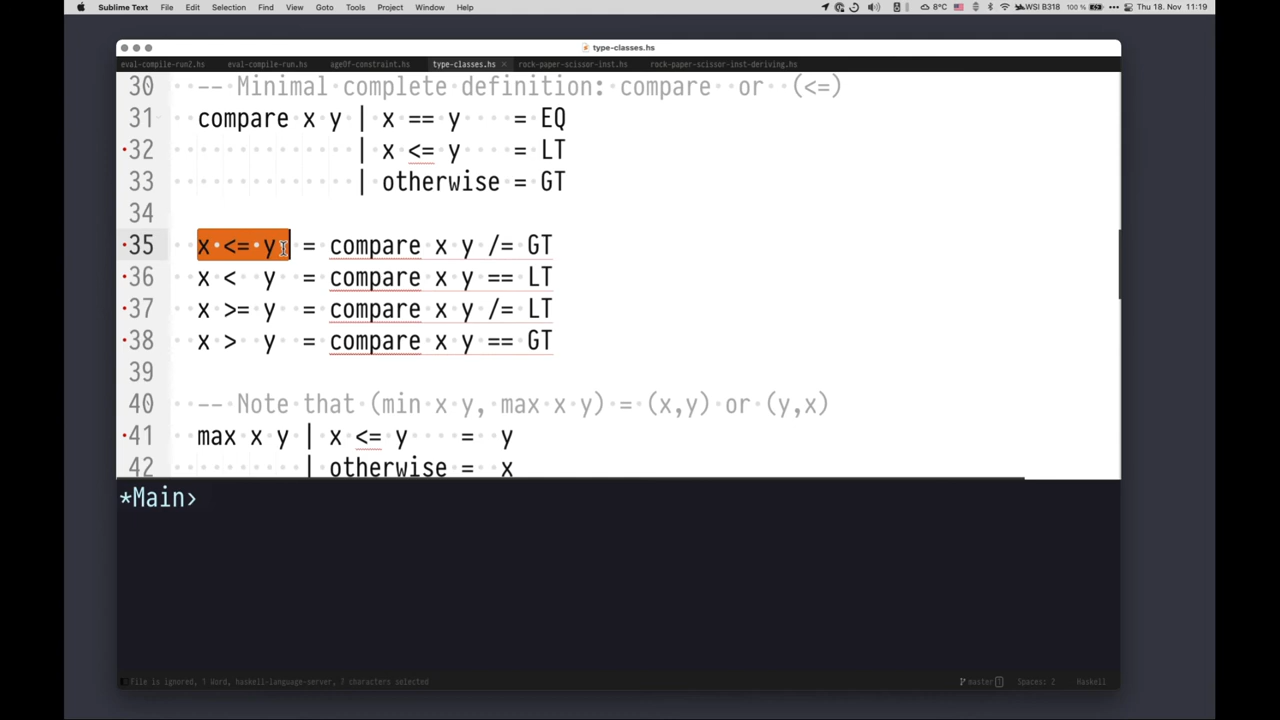 Sublime Text File Edit Selection Find View Goto Tools Project Window Help 8°C WSI B318 100 % Thu 18. Nov 11:19
type-classes.hs
eval-compile-run2.hs eval-compile-run.hs ageOf-constraint.hs type-classes.hs × rock-paper-scissor-inst.hs rock-paper-scissor-inst-deriving.hs
30 -- Minimal complete definition: compare or (<=)
31 compare x y | x == y = EQ
32 | x <= y = LT
33 | otherwise = GT
34
35 x <= y = compare x y /= GT
36 x < y = compare x y == LT
37 x >= y = compare x y /= LT
38 x > y = compare x y == GT
39
40 -- Note that (min x y, max x y) = (x,y) or (y,x)
41 max x y | x <= y = y
42 | otherwise = x
*Main>
File is ignored, 1 Word, haskell-language-server, 7 characters selected master 1 Spaces: 2 Haskell